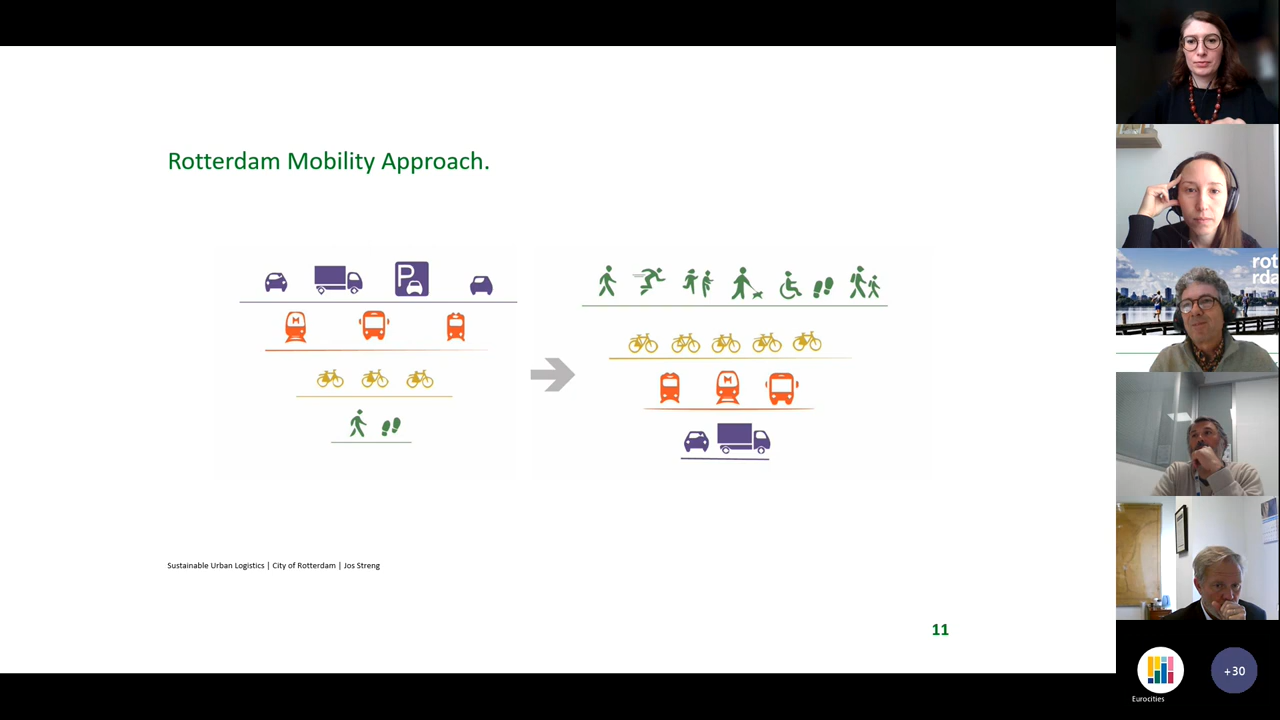 Rotterdam Mobility Approach.
P
M
M
Sustainable Urban Logistics | City of Rotterdam | Jos Streng
11
rot
rda
Eurocities
+30